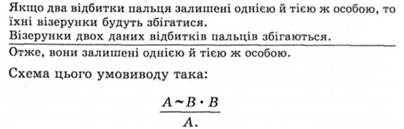 Якщо два відбитки пальця залишені однією й тією ж особою, то
їхні візерунки будуть збігатися.
Візерунки двох даних відбитків пальців збігаються.
Отже, вони залишені однією й тією ж особою.
Схема цього умовиводу така:
A ~ B · B
A.